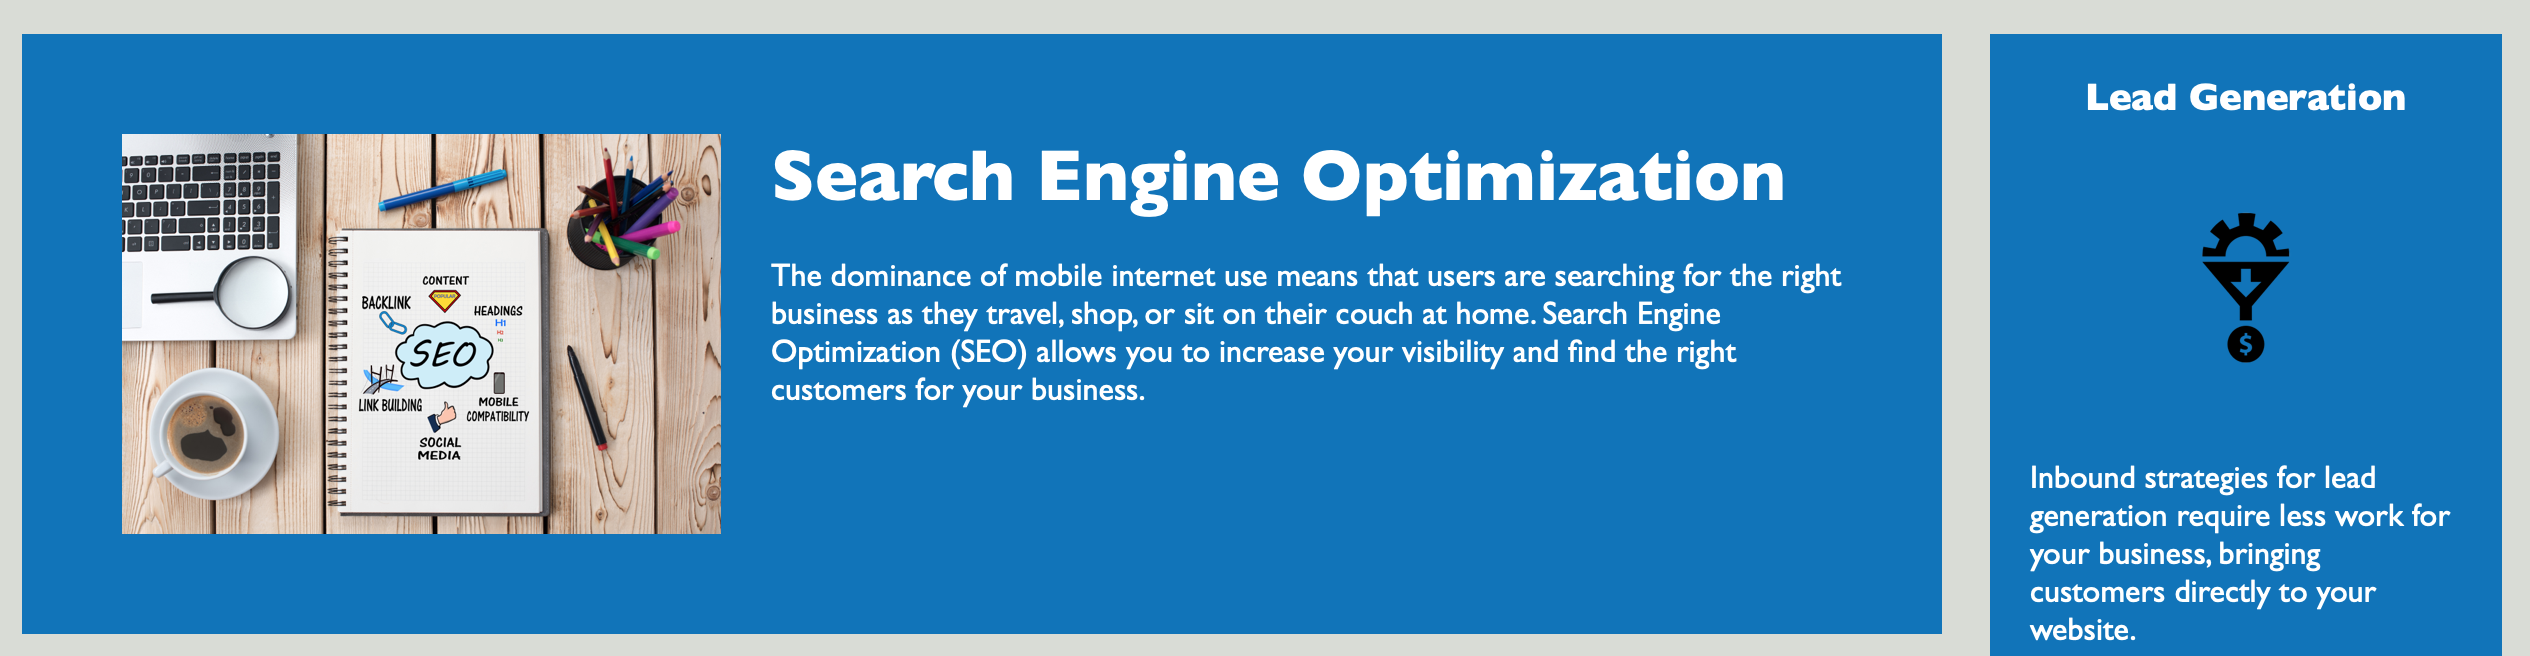 Search Engine Optimization
The dominance of mobile internet use means that users are searching for the right
business as they travel, shop, or sit on their couch at home. Search Engine
Optimization (SEO) allows you to increase your visibility and find the right
customers for your business.
CONTENT
POPULAR
BACKLINK
HEADINGS
H1
H2
H3
SEO
LINK BUILDING
MOBILE
COMPATIBILITY
SOCIAL
MEDIA
Lead Generation
$
Inbound strategies for lead
generation require less work for
your business, bringing
customers directly to your
website.